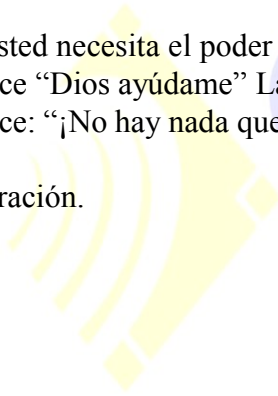 sted necesita el poder
ce “Dios ayúdame” La
ce: “¡No hay nada que
ración.